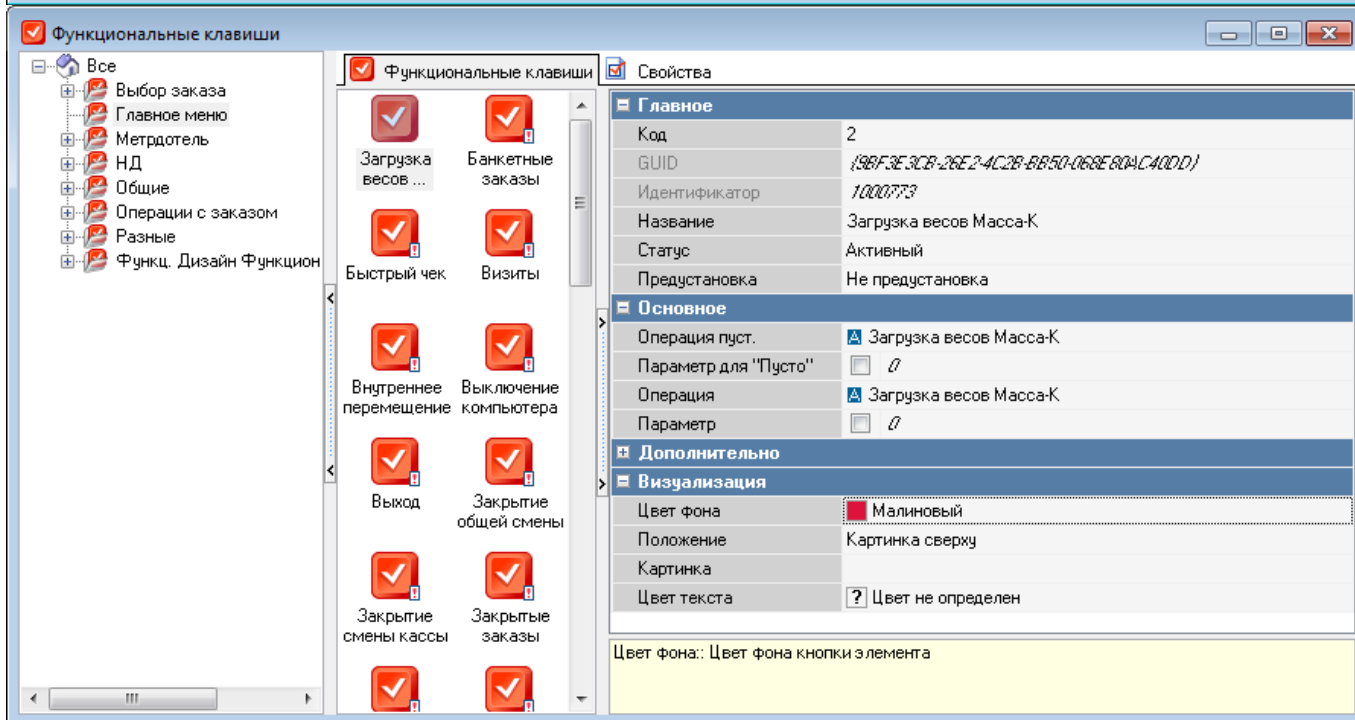 Функциональные клавиши
Все
Выбор заказа
Главное меню
Метрдотель
НД
Общие
Операции с заказом
Разные
Функц. Дизайн Функцион
Функциональные клавиши
Свойства
Загрузка весов ...
Банкетные заказы
Быстрый чек
Визиты
Внутреннее перемещение
Выключение компьютера
Выход
Закрытие общей смены
Закрытие смены кассы
Закрытые заказы
Главное
Код 2
GUID {9BF3E3CB-26E2-4C2B-BB50-068E80AC40DD}
Идентификатор 1000773
Название Загрузка весов Масса-К
Статус Активный
Предустановка Не предустановка
Основное
Операция пуст. Загрузка весов Масса-К
Параметр для "Пусто" 0
Операция Загрузка весов Масса-К
Параметр 0
Дополнительно
Визуализация
Цвет фона Малиновый
Положение Картинка сверху
Картинка
Цвет текста ? Цвет не определен
Цвет фона:: Цвет фона кнопки элемента